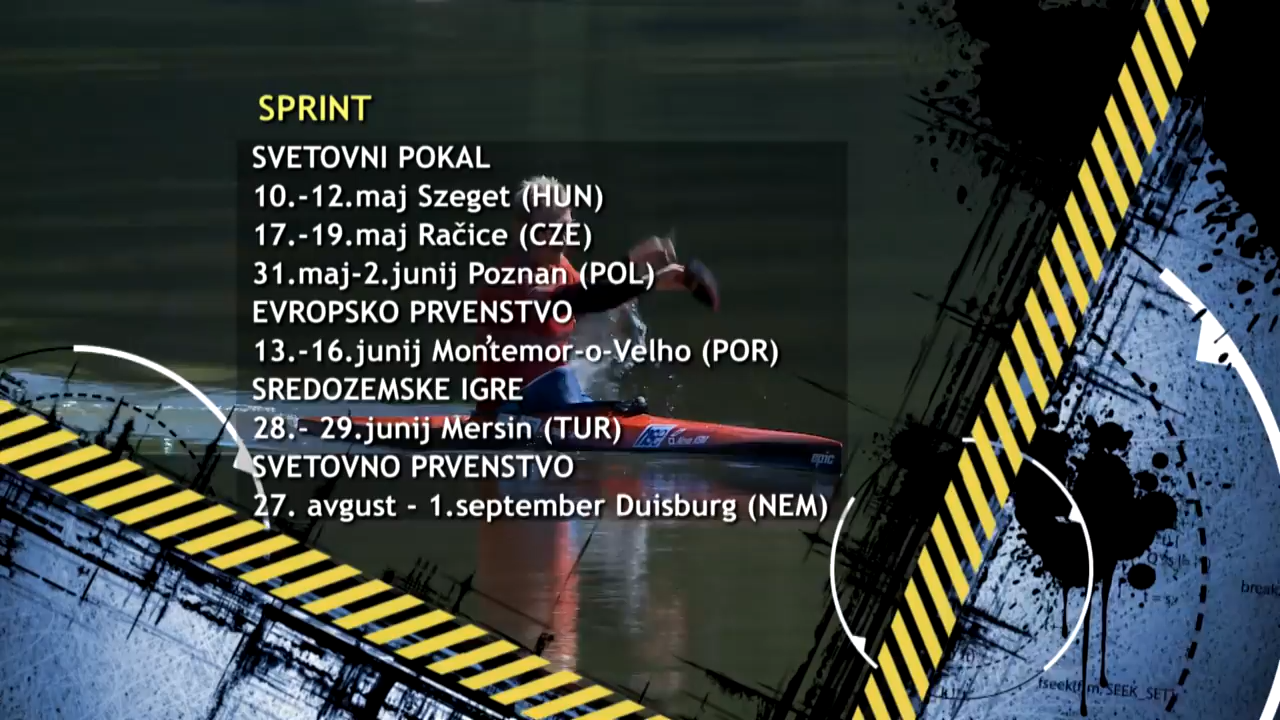 SPRINT
SVETOVNI POKAL
10.-12.maj Szeget (HUN)
17.-19.maj Račice (CZE)
31.maj-2.junij Poznan (POL)
EVROPSKO PRVENSTVO
13.-16.junij Montemor-o-Velho (POR)
SREDOZEMSKE IGRE
28.- 29.junij Mersin (TUR)
SVETOVNO PRVENSTVO
27. avgust - 1.september Duisburg (NEM)
epic
break